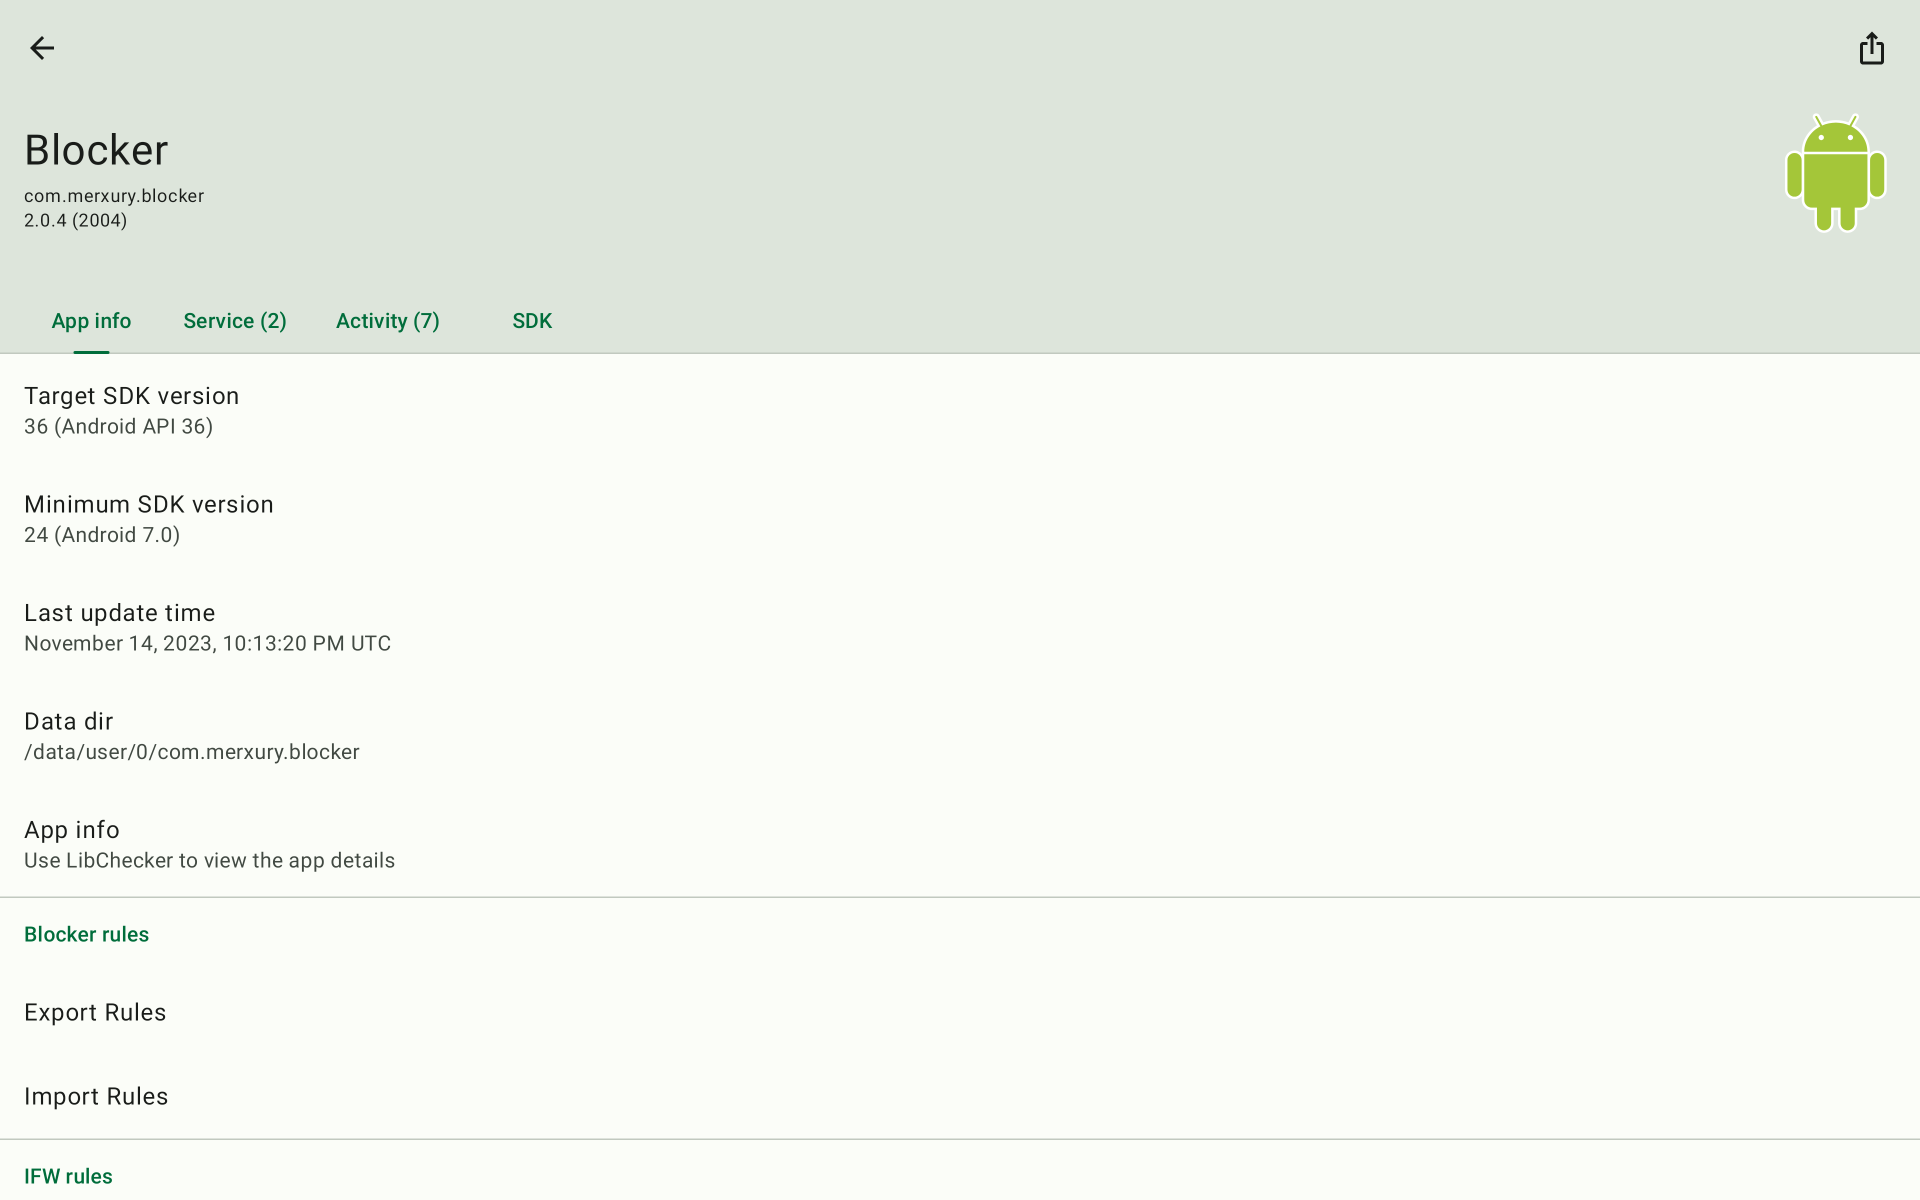 Blocker
com.merxury.blocker
2.0.4 (2004)
App info
Service (2)
Activity (7)
SDK
Target SDK version
36 (Android API 36)
Minimum SDK version
24 (Android 7.0)
Last update time
November 14, 2023, 10:13:20 PM UTC
Data dir
/data/user/0/com.merxury.blocker
App info
Use LibChecker to view the app details
Blocker rules
Export Rules
Import Rules
IFW rules